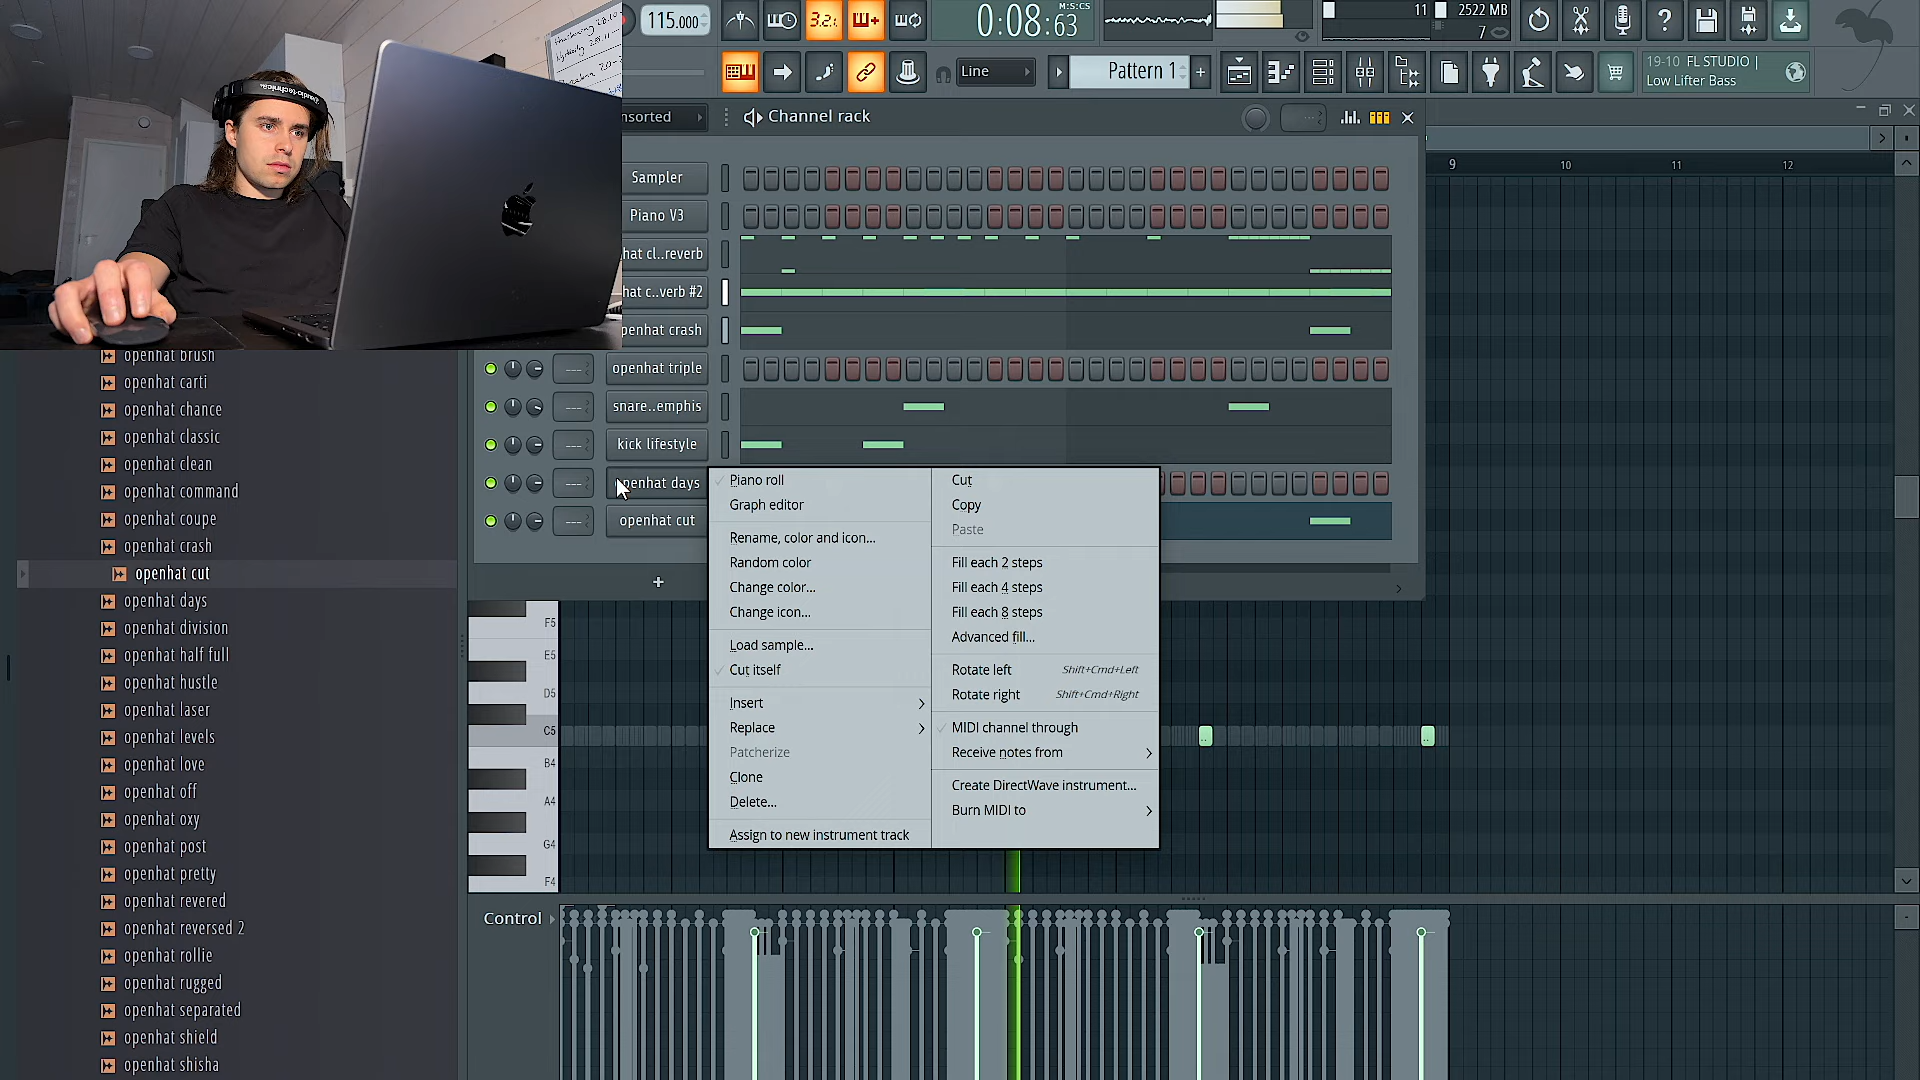 115.000
3.2.
0:08:63
M:S:CS
11
2522 MB
7
Line
Pattern 1
19-10 FL STUDIO |
Low Lifter Bass
nsorted
Channel rack
9
10
11
12
Sampler
Piano V3
hat cl..reverb
hat c..verb #2
penhat crash
openhat triple
snare..emphis
kick lifestyle
openhat days
openhat cut
Piano roll
Graph editor
Rename, color and icon...
Random color
Change color...
Change icon...
Load sample...
Cut itself
Insert
Replace
Patcherize
Clone
Delete...
Assign to new instrument track
Cut
Copy
Paste
Fill each 2 steps
Fill each 4 steps
Fill each 8 steps
Advanced fill...
Rotate left Shift+Cmd+Left
Rotate right Shift+Cmd+Right
MIDI channel through
Receive notes from
Create DirectWave instrument...
Burn MIDI to
openhat brush
openhat carti
openhat chance
openhat classic
openhat clean
openhat command
openhat coupe
openhat crash
openhat cut
openhat days
openhat division
openhat half full
openhat hustle
openhat laser
openhat levels
openhat love
openhat off
openhat oxy
openhat post
openhat pretty
openhat revered
openhat reversed 2
openhat rollie
openhat rugged
openhat separated
openhat shield
openhat shisha
F5
E5
D5
C5
B4
A4
G4
F4
Control
audio-technica